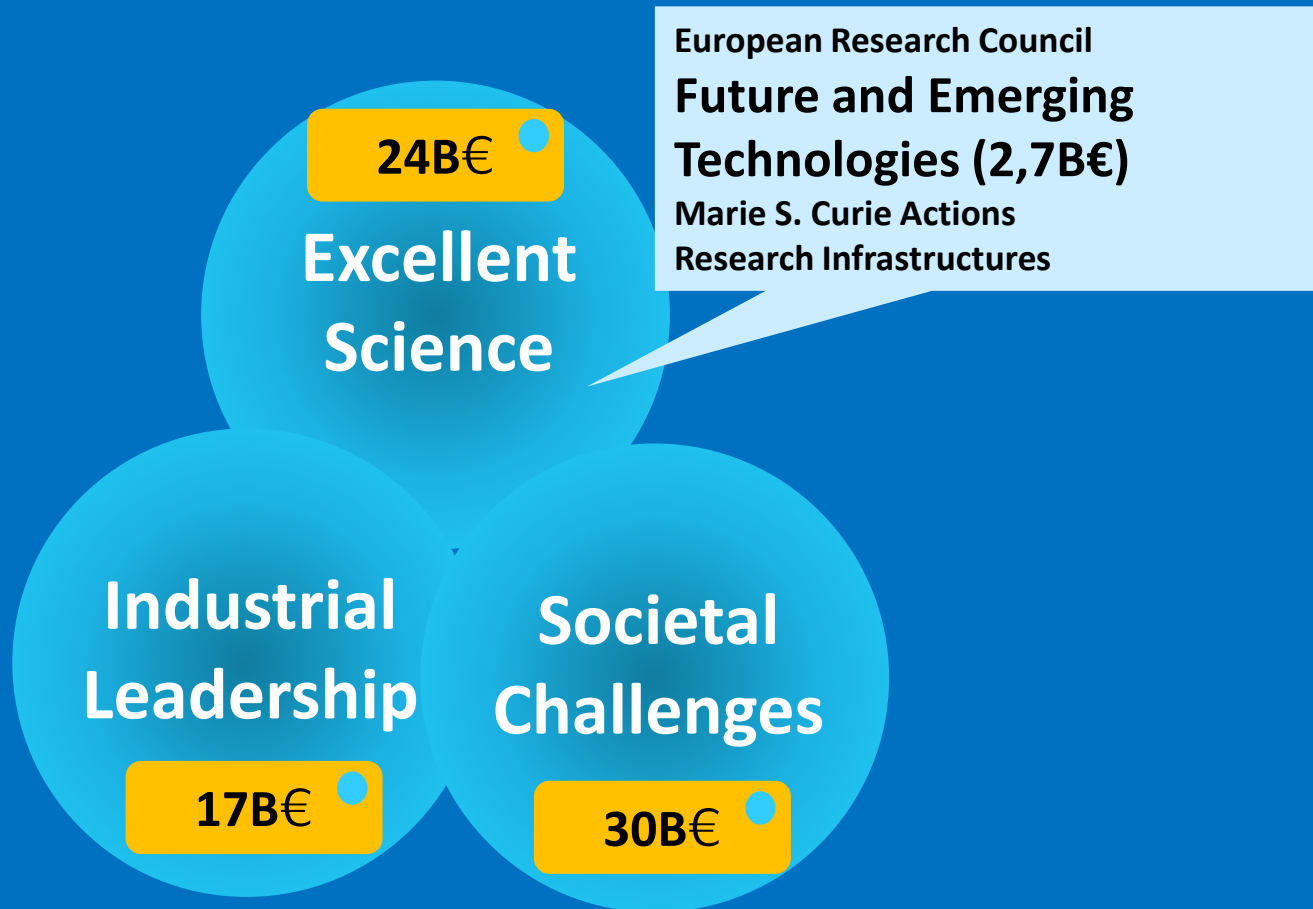 European Research Council
Future and Emerging
Technologies (2,7B€)
Marie S. Curie Actions
Research Infrastructures
24B€
Excellent
Science
Industrial
Leadership
17B€
Societal
Challenges
30B€